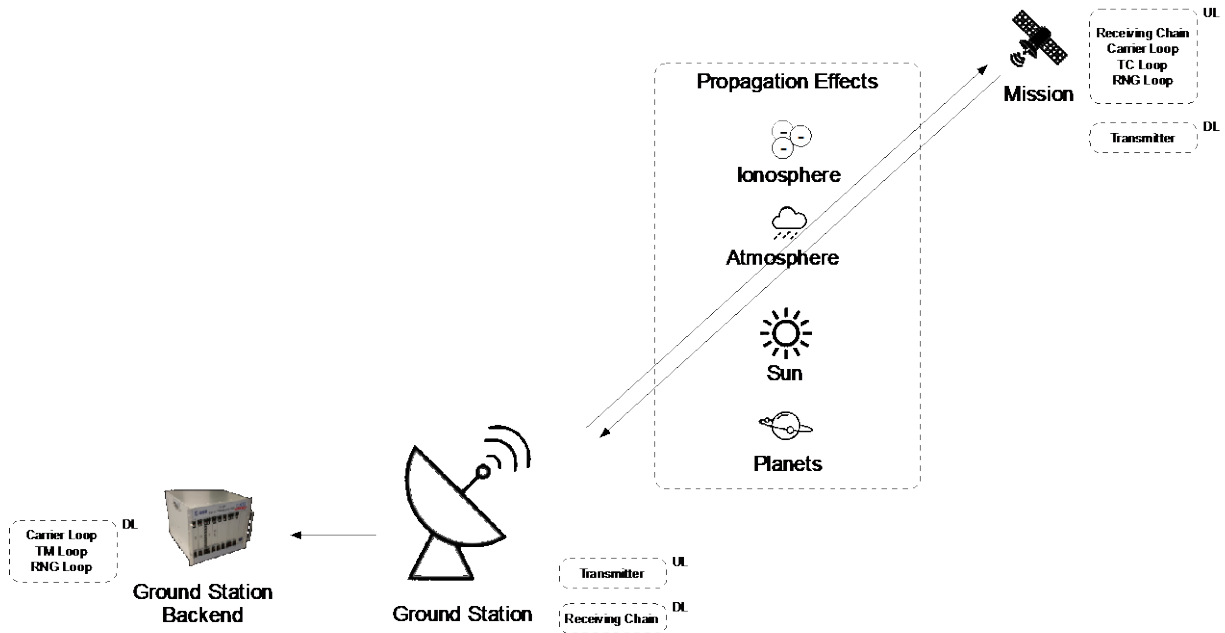 UL
Receiving Chain
Carrier Loop
TC Loop
RNG Loop
Mission
DL
Transmitter
Propagation Effects
Ionosphere
Atmosphere
Sun
Planets
DL
Carrier Loop
TM Loop
RNG Loop
Ground Station
Backend
Ground Station
UL
Transmitter
DL
Receiving Chain